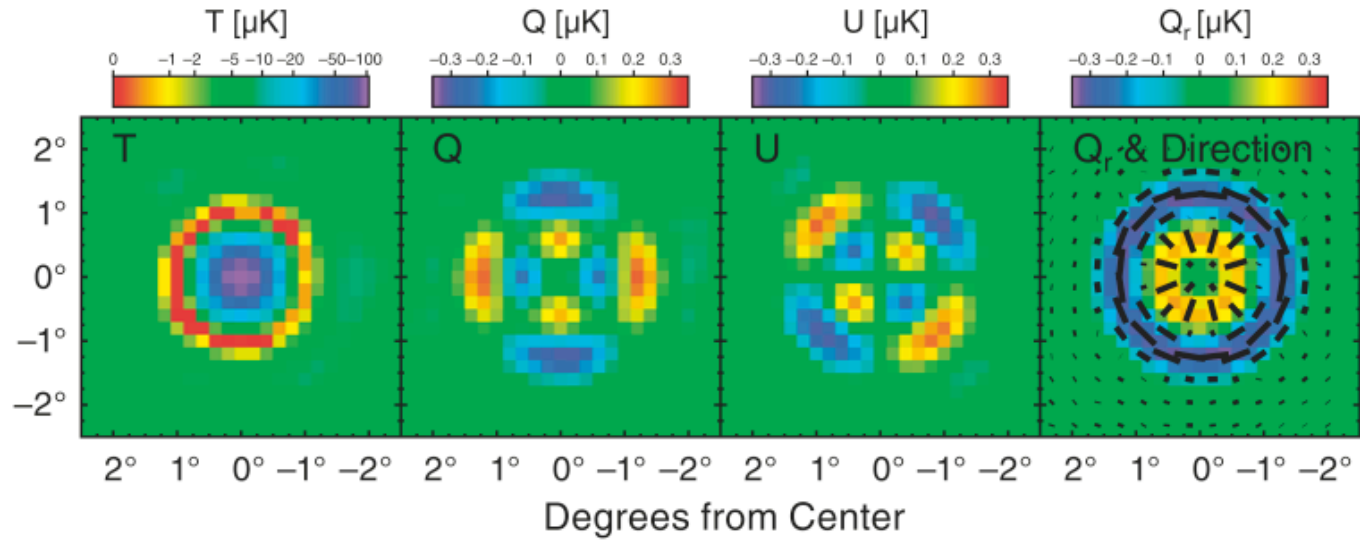 T [µK] Q [µK] U [µK] Qr [µK]
0 −1 −2 −5 −10 −20 −50 −100 −0.3 −0.2 −0.1 0 0.1 0.2 0.3 −0.3 −0.2 −0.1 0 0.1 0.2 0.3 −0.3 −0.2 −0.1 0 0.1 0.2 0.3
T Q U Qr & Direction
2°
1°
0°
−1°
−2°
2° 1° 0° −1° −2° 2° 1° 0° −1° −2° 2° 1° 0° −1° −2° 2° 1° 0° −1° −2°
Degrees from Center